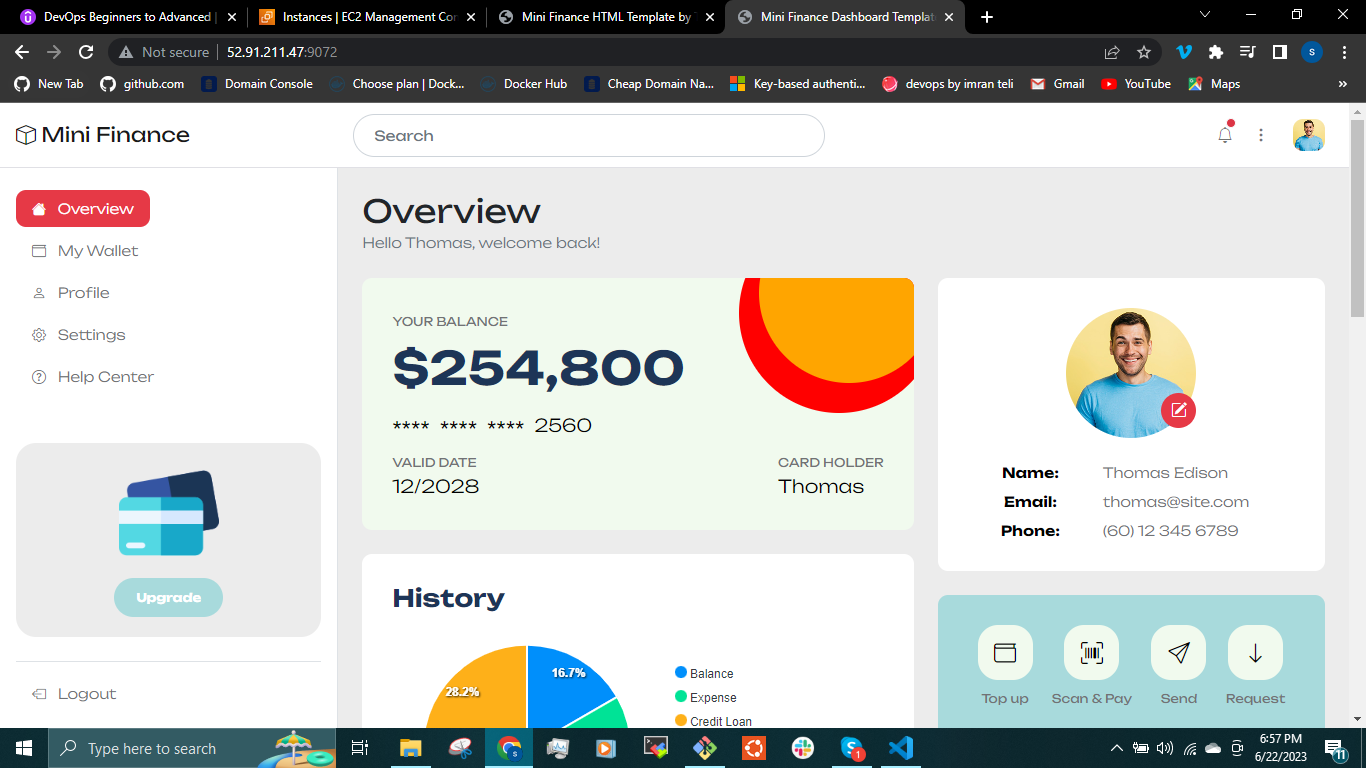 DevOps Beginners to Advanced |
Instances | EC2 Management Con
Mini Finance HTML Template by
Mini Finance Dashboard Template
Not secure | 52.91.211.47:9072
New Tab
github.com
Domain Console
Choose plan | Dock...
Docker Hub
Cheap Domain Na...
Key-based authenti...
devops by imran teli
Gmail
YouTube
Maps
»
Mini Finance
Search
Overview
My Wallet
Profile
Settings
Help Center
Upgrade
Logout
Overview
Hello Thomas, welcome back!
YOUR BALANCE
$254,800
**** **** **** 2560
VALID DATE
12/2028
CARD HOLDER
Thomas
Name: Thomas Edison
Email: thomas@site.com
Phone: (60) 12 345 6789
History
16.7%
28.2%
Balance
Expense
Credit Loan
Top up
Scan & Pay
Send
Request
Type here to search
1
6:57 PM
6/22/2023
11